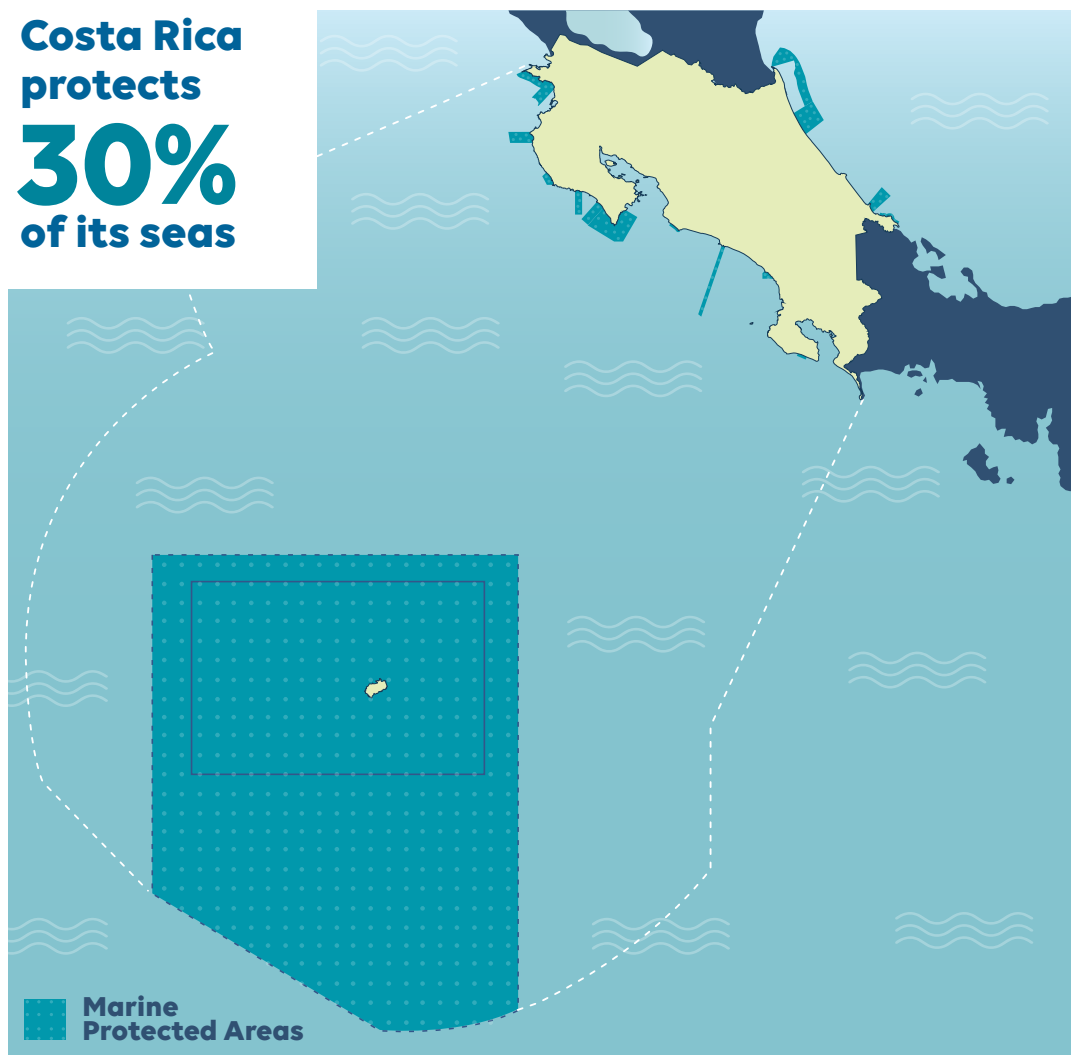 Costa Rica
protects
30%
of its seas
Marine
Protected Areas